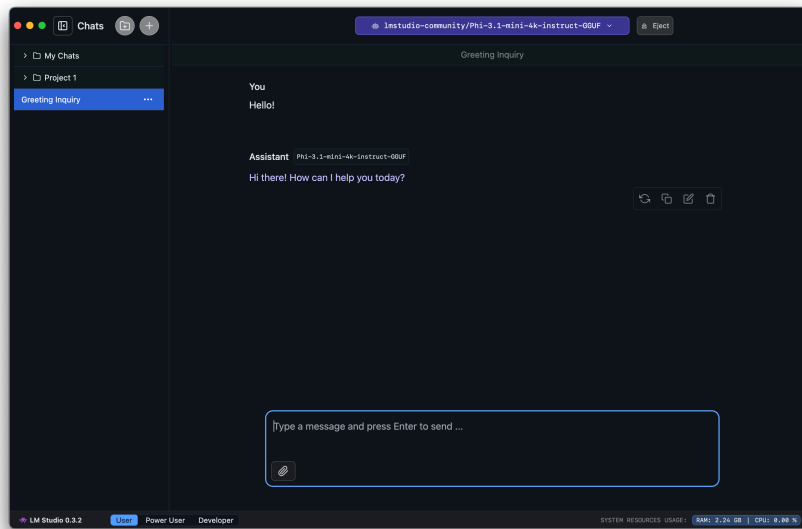 Chats
lmstudio-community/Phi-3.1-mini-4k-instruct-GGUF
Eject
My Chats
Project 1
Greeting Inquiry
Greeting Inquiry
You
Hello!
Assistant Phi-3.1-mini-4k-instruct-GGUF
Hi there! How can I help you today?
Type a message and press Enter to send ...
LM Studio 0.3.2 User Power User Developer SYSTEM RESOURCES USAGE: RAM: 2.24 GB | CPU: 0.00 %